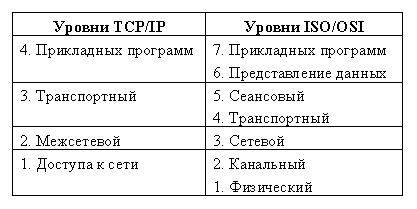 Уровни TCP/IP Уровни ISO/OSI
4. Прикладных программ 7. Прикладных программ
6. Представление данных
3. Транспортный 5. Сеансовый
4. Транспортный
2. Межсетевой 3. Сетевой
1. Доступа к сети 2. Канальный
1. Физический